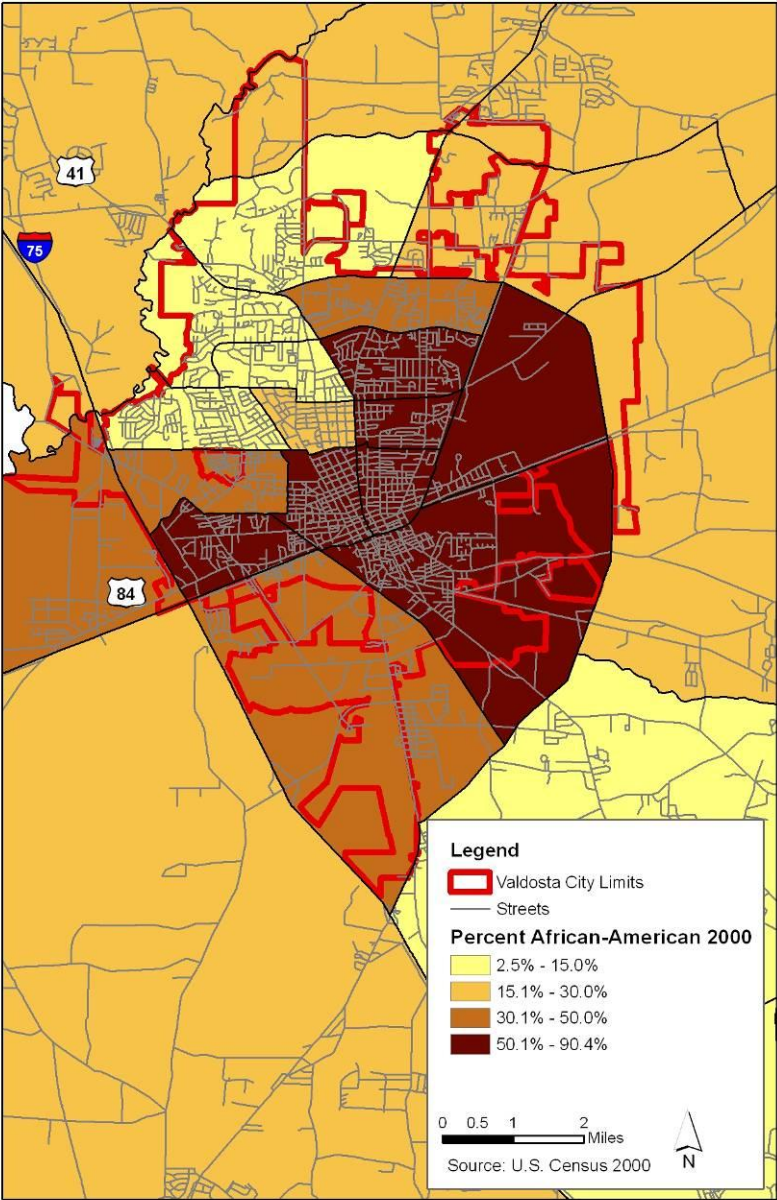 41
75
84
Legend
Valdosta City Limits
Streets
Percent African-American 2000
2.5% - 15.0%
15.1% - 30.0%
30.1% - 50.0%
50.1% - 90.4%
0 0.5 1 2
Miles
N
Source: U.S. Census 2000